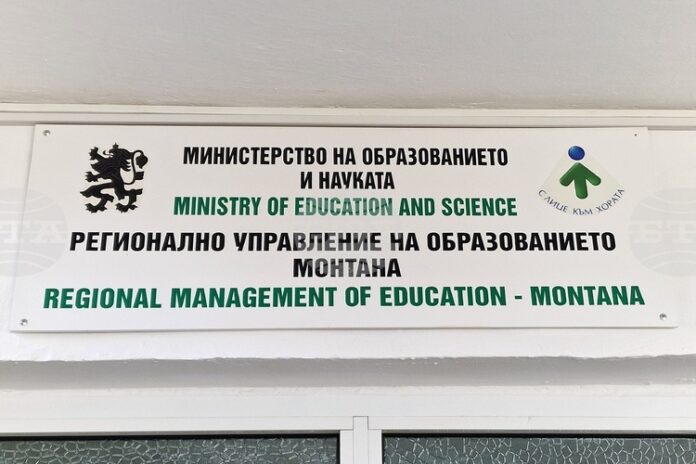 МИНИСТЕРСТВО НА ОБРАЗОВАНИЕТО
И НАУКАТА
MINISTRY OF EDUCATION AND SCIENCE
С ЛИЦЕ КЪМ ХОРАТА
РЕГИОНАЛНО УПРАВЛЕНИЕ НА ОБРАЗОВАНИЕТО
МОНТАНА
REGIONAL MANAGEMENT OF EDUCATION - MONTANA